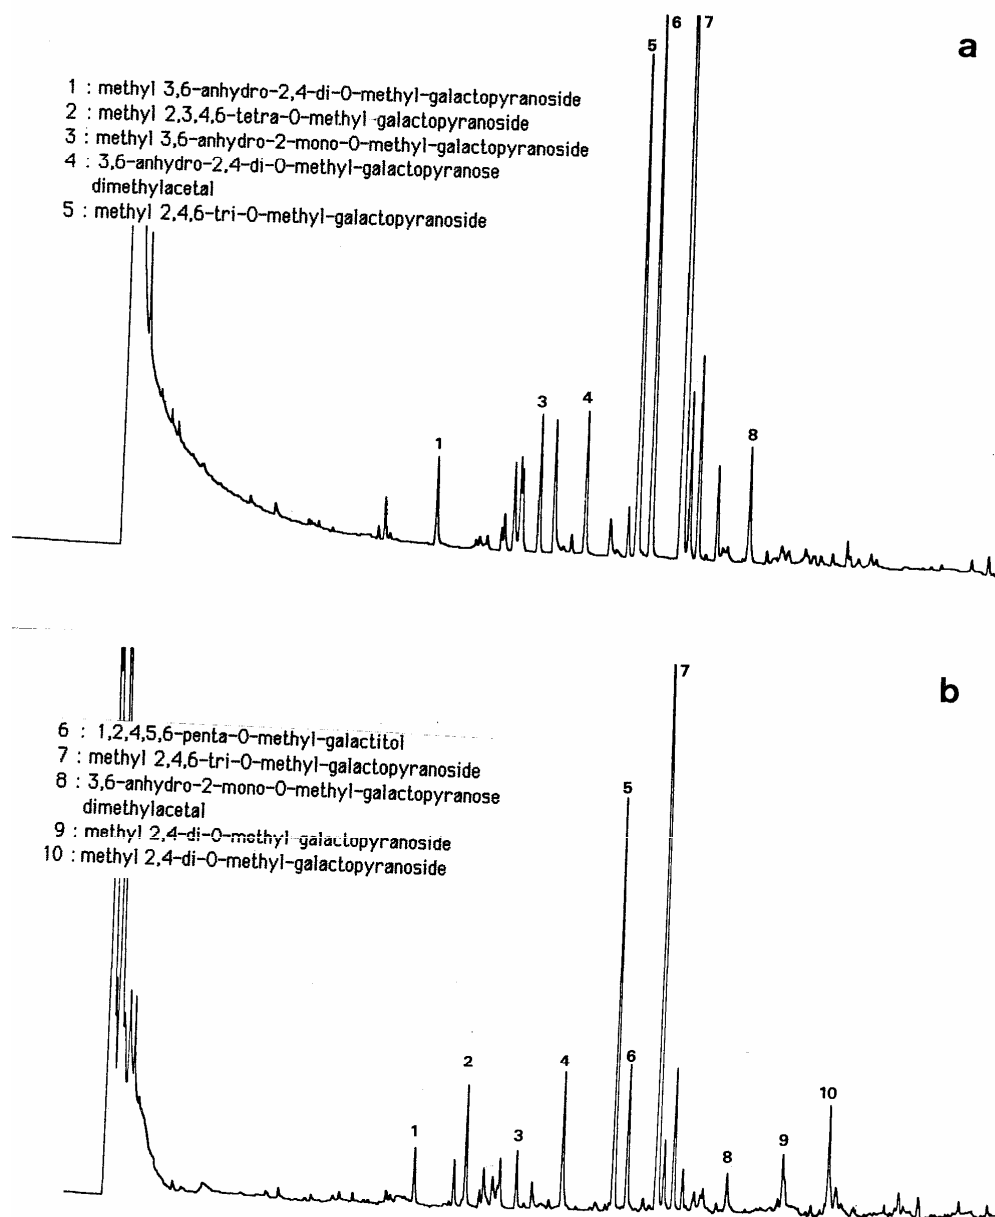 6
7
a
5
1 : methyl 3,6-anhydro-2,4-di-O-methyl-galactopyranoside
2 : methyl 2,3,4,6-tetra-O-methyl-galactopyranoside
3 : methyl 3,6-anhydro-2-mono-O-methyl-galactopyranoside
4 : 3,6-anhydro-2,4-di-O-methyl-galactopyranose
dimethylacetal
5 : methyl 2,4,6-tri-O-methyl-galactopyranoside
3
4
1
8
7
b
6 : 1,2,4,5,6-penta-O-methyl-galactitol
7 : methyl 2,4,6-tri-O-methyl-galactopyranoside
8 : 3,6-anhydro-2-mono-O-methyl-galactopyranose
dimethylacetal
9 : methyl 2,4-di-O-methyl-galactopyranoside
10 : methyl 2,4-di-O-methyl-galactopyranoside
5
2
4
6
10
1
3
9
8